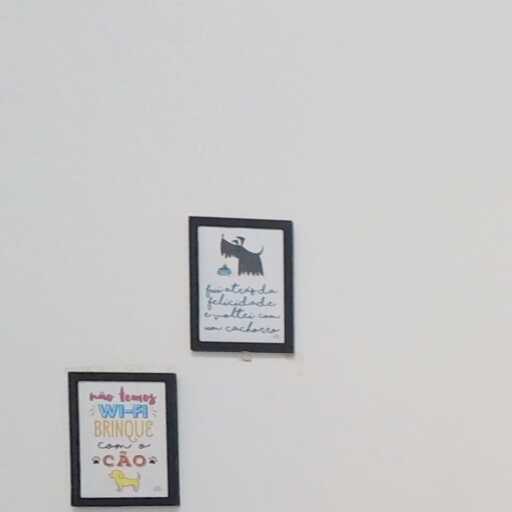 fui atrás da
felicidade
e voltei com
um cachorro
não temos
WI-FI
BRINQUE
com o
CÃO